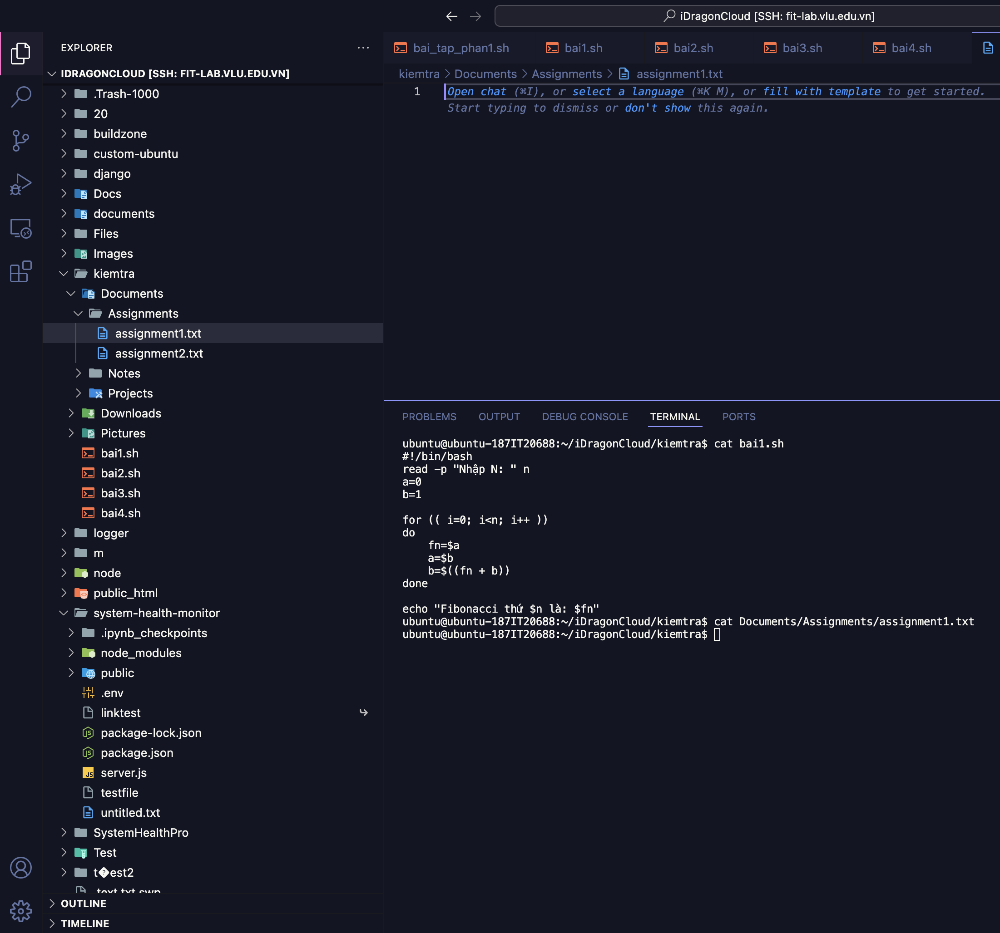 iDragonCloud [SSH: fit-lab.vlu.edu.vn]
EXPLORER
IDRAGONCLOUD [SSH: FIT-LAB.VLU.EDU.VN]
.Trash-1000
20
buildzone
custom-ubuntu
django
Docs
documents
Files
Images
kiemtra
Documents
Assignments
assignment1.txt
assignment2.txt
Notes
Projects
Downloads
Pictures
bai1.sh
bai2.sh
bai3.sh
bai4.sh
logger
m
node
public_html
system-health-monitor
.ipynb_checkpoints
node_modules
public
.env
linktest
package-lock.json
package.json
server.js
testfile
untitled.txt
SystemHealthPro
Test
t�est2
.text.txt.swp
OUTLINE
TIMELINE
bai_tap_phan1.sh bai1.sh bai2.sh bai3.sh bai4.sh
kiemtra > Documents > Assignments > assignment1.txt
1 Open chat (⌘I), or select a language (⌘K M), or fill with template to get started.
Start typing to dismiss or don't show this again.
PROBLEMS OUTPUT DEBUG CONSOLE TERMINAL PORTS
ubuntu@ubuntu-187IT20688:~/iDragonCloud/kiemtra$ cat bai1.sh
#!/bin/bash
read -p "Nhập N: " n
a=0
b=1
for (( i=0; i<n; i++ ))
do
    fn=$a
    a=$b
    b=$((fn + b))
done
echo "Fibonacci thứ $n là: $fn"
ubuntu@ubuntu-187IT20688:~/iDragonCloud/kiemtra$ cat Documents/Assignments/assignment1.txt
ubuntu@ubuntu-187IT20688:~/iDragonCloud/kiemtra$